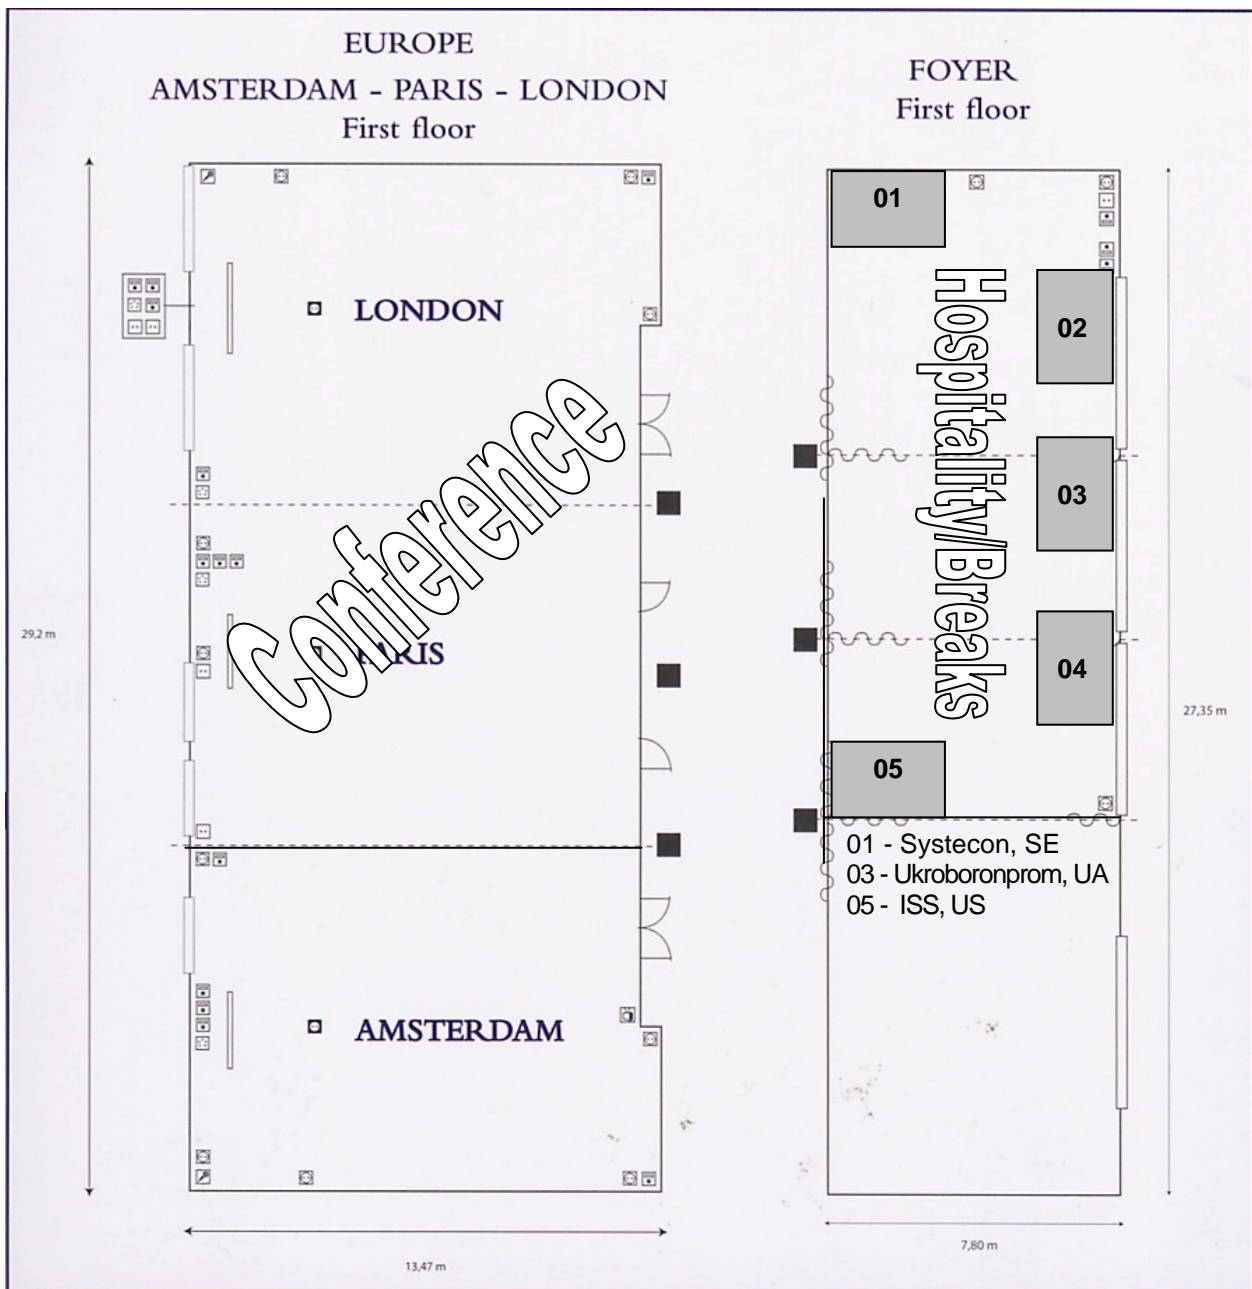 EUROPE
AMSTERDAM - PARIS - LONDON
First floor
FOYER
First floor
LONDON
Conference
PARIS
AMSTERDAM
29,2 m
13,47 m
01
02
03
04
05
Hospitality/Breaks
01 - Systecon, SE
03 - Ukroboronprom, UA
05 - ISS, US
27,35 m
7,80 m